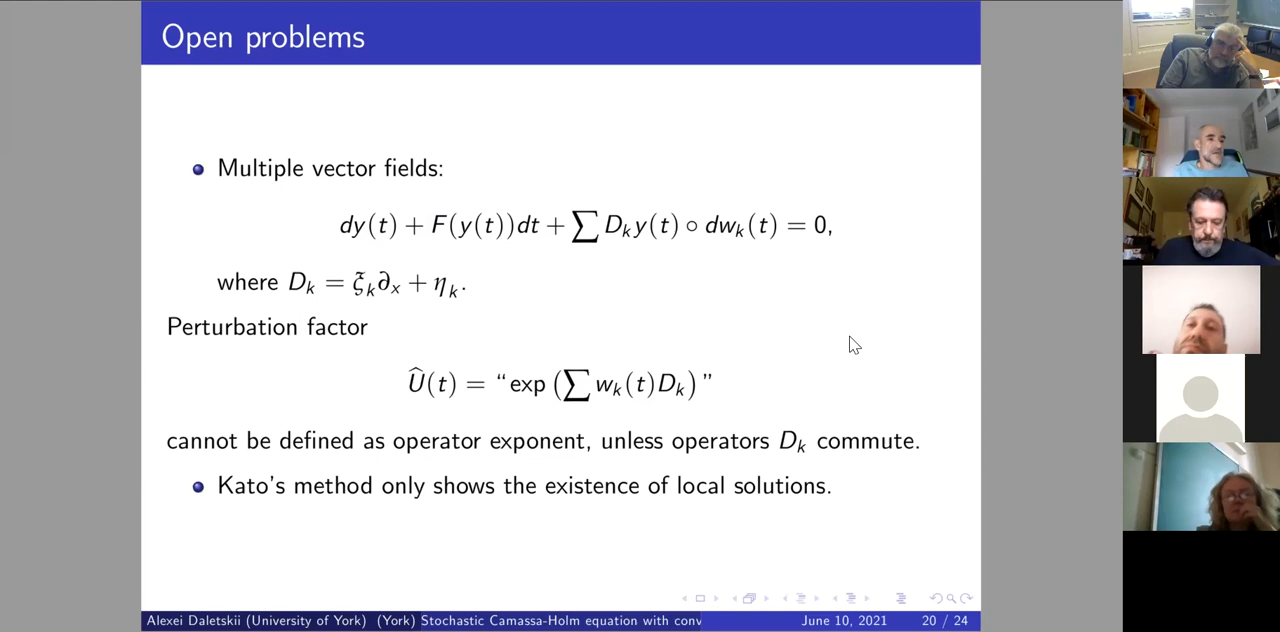 Open problems
Multiple vector fields:
dy(t) + F(y(t))dt + ∑ D_k y(t) ∘ dw_k(t) = 0,
where D_k = ξ_k ∂_x + η_k.
Perturbation factor
Û(t) = “exp (∑ w_k(t)D_k)”
cannot be defined as operator exponent, unless operators D_k commute.
Kato's method only shows the existence of local solutions.
Alexei Daletskii (University of York) (York) Stochastic Camassa-Holm equation with conv June 10, 2021 20 / 24